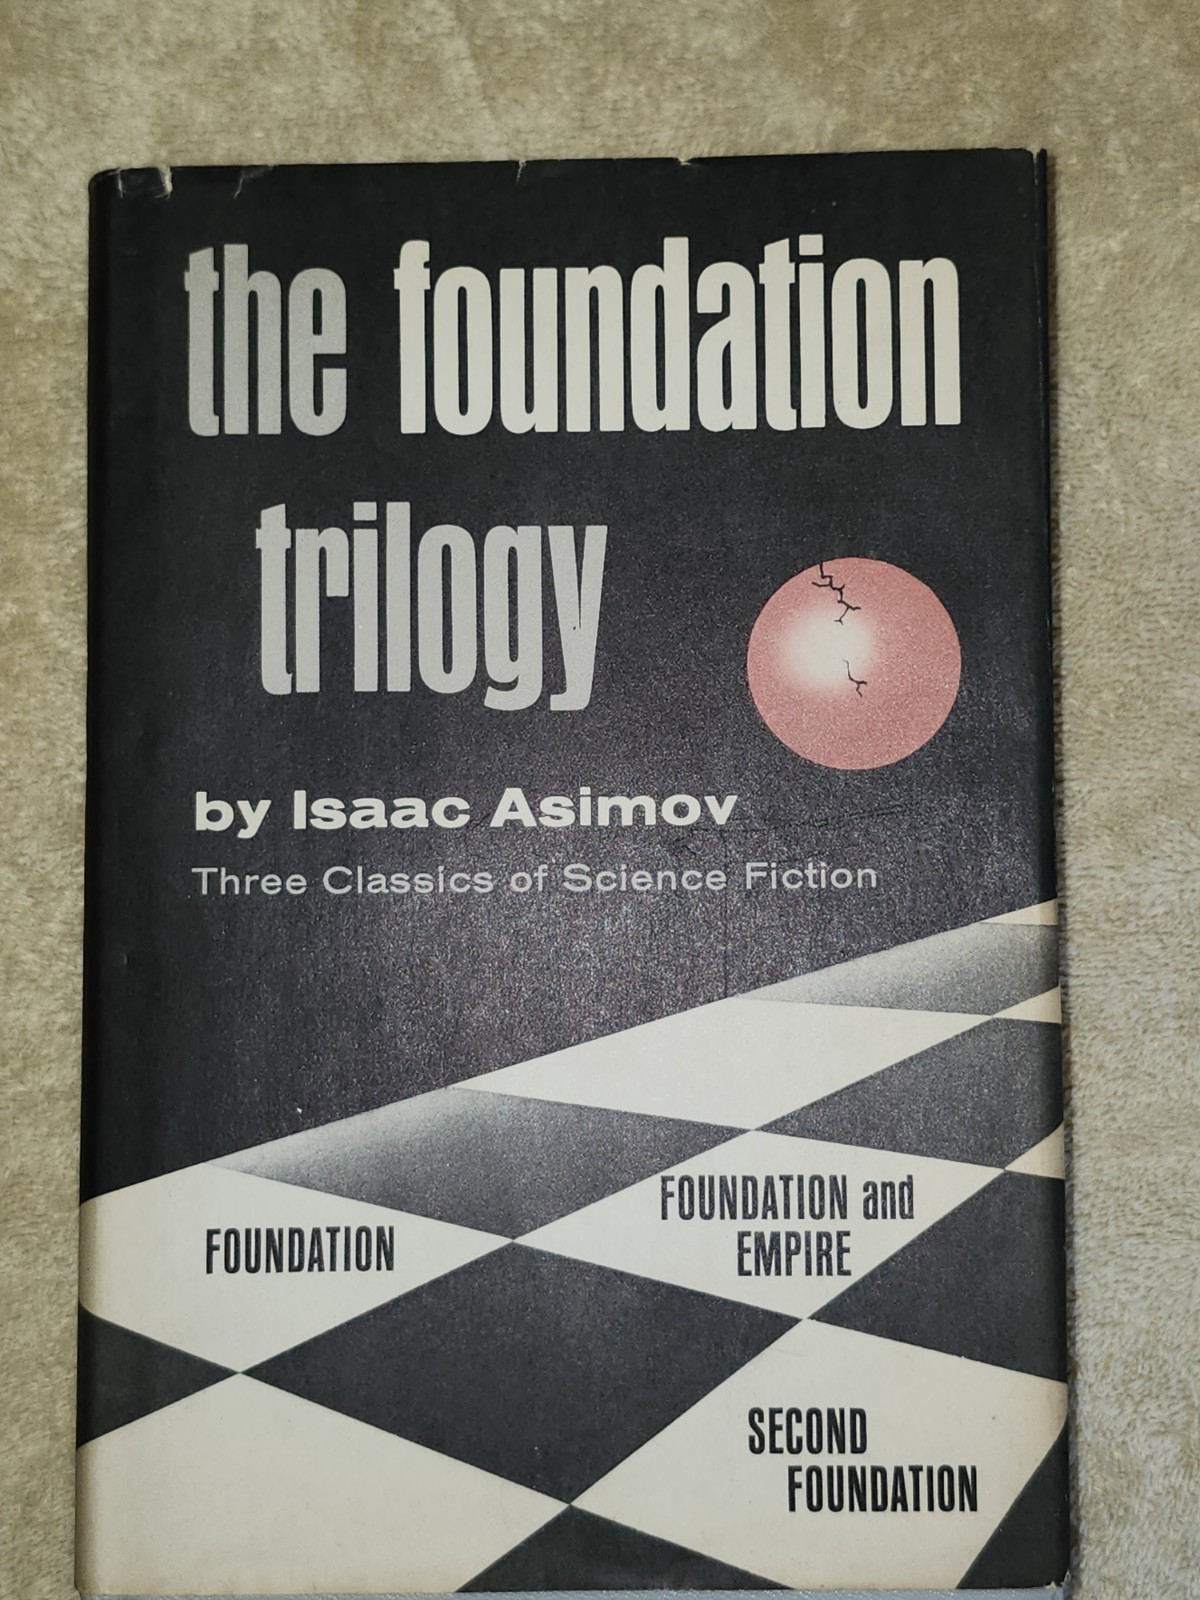 the foundation
trilogy
by Isaac Asimov
Three Classics of Science Fiction
FOUNDATION
FOUNDATION and
EMPIRE
SECOND
FOUNDATION